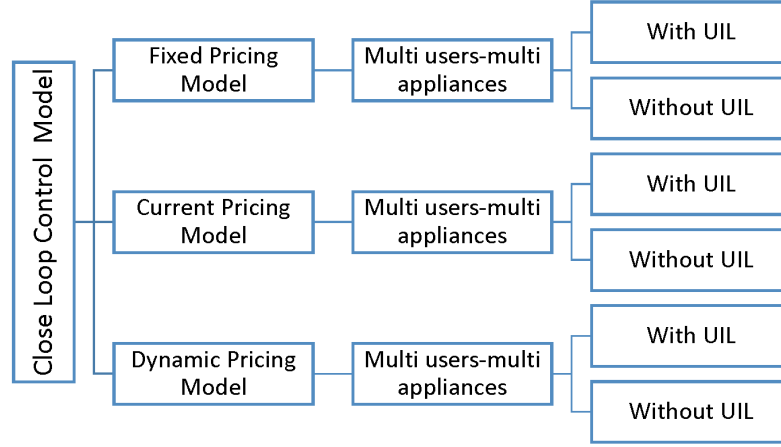 Close Loop Control Model
Fixed Pricing
Model
Multi users-multi
appliances
With UIL
Without UIL
Current Pricing
Model
Multi users-multi
appliances
With UIL
Without UIL
Dynamic Pricing
Model
Multi users-multi
appliances
With UIL
Without UIL